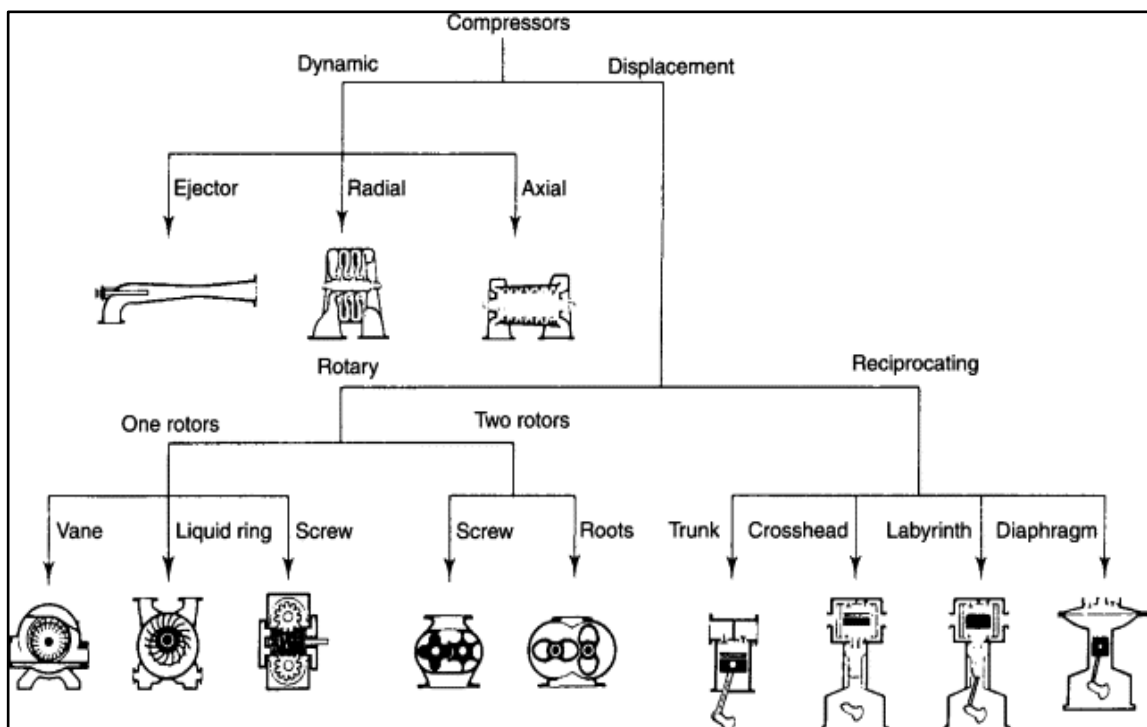 Compressors
Dynamic
Displacement
Ejector
Radial
Axial
Rotary
Reciprocating
One rotors
Two rotors
Vane
Liquid ring
Screw
Screw
Roots
Trunk
Crosshead
Labyrinth
Diaphragm